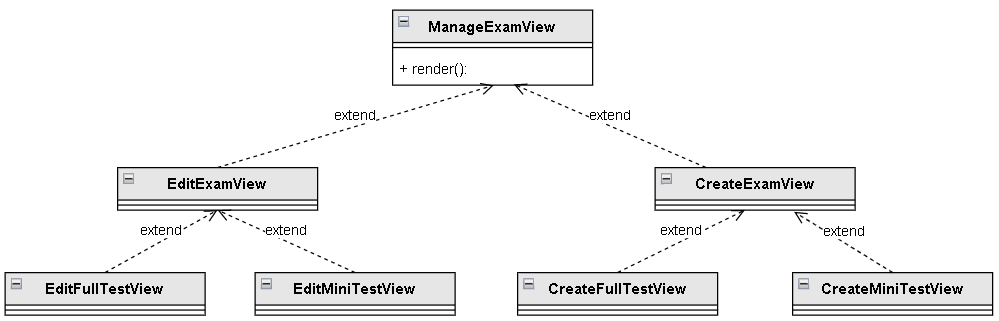 ManageExamView
+ render():
extend
extend
EditExamView
CreateExamView
extend
extend
extend
extend
EditFullTestView
EditMiniTestView
CreateFullTestView
CreateMiniTestView